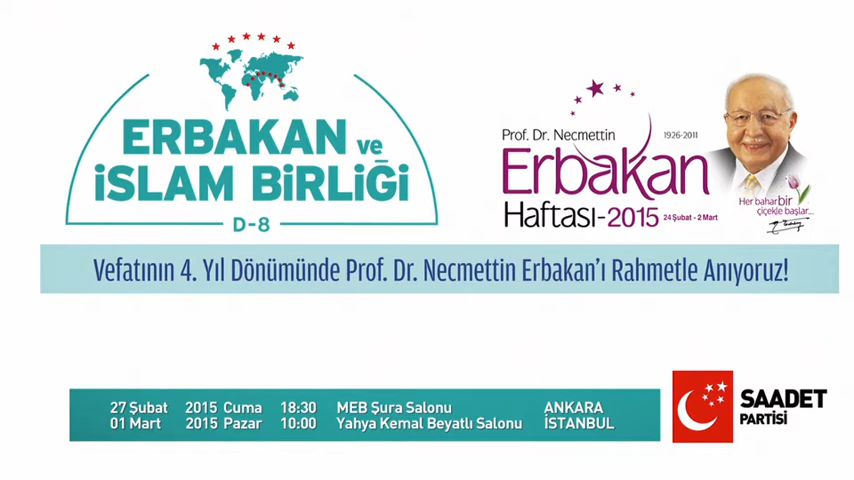 ERBAKAN ve
İSLAM BİRLİĞİ
D-8
Prof. Dr. Necmettin
1926-2011
Erbakan
Haftası-2015 24 Şubat - 2 Mart
Her bahar bir
çiçekle başlar...
Vefatının 4. Yıl Dönümünde Prof. Dr. Necmettin Erbakan'ı Rahmetle Anıyoruz!
27 Şubat 2015 Cuma 18:30 MEB Şura Salonu ANKARA
01 Mart 2015 Pazar 10:00 Yahya Kemal Beyatlı Salonu İSTANBUL
SAADET
PARTİSİ